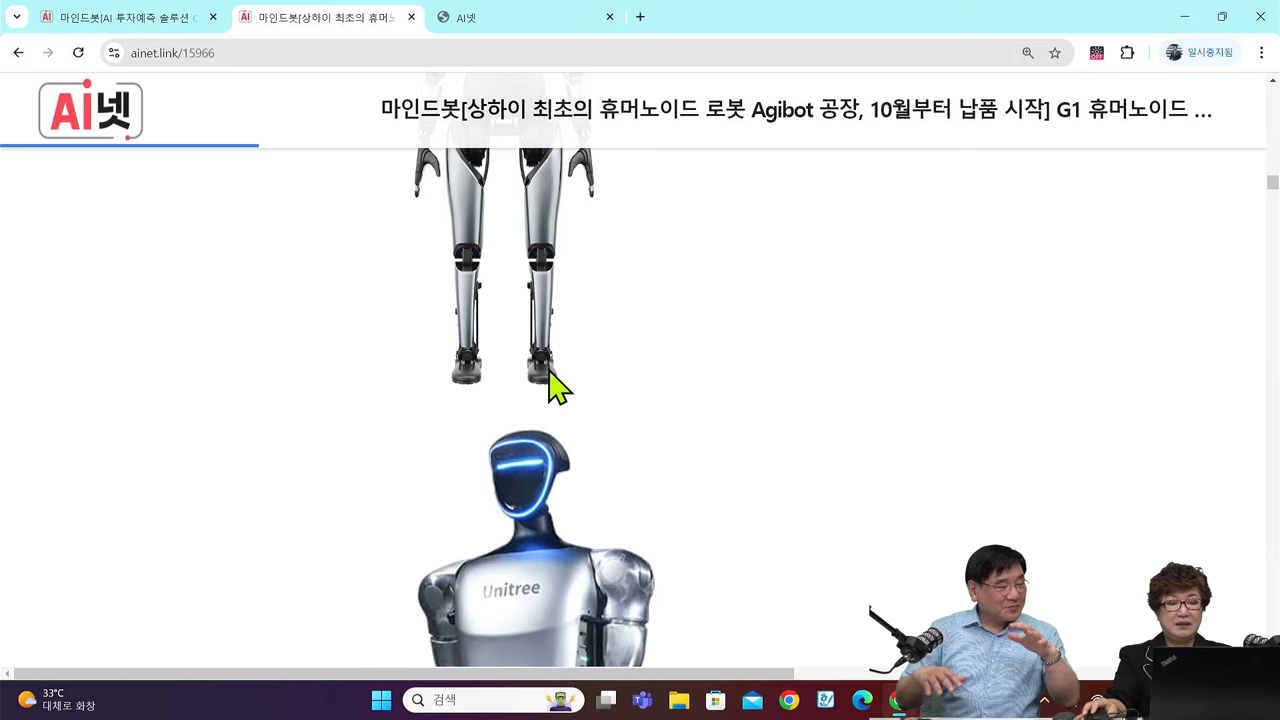 마인드봇[AI 투자예측 솔루션 (
마인드봇[상하이 최초의 휴머노
AI넷
ainet.link/15966
OFF
일시중지됨
AI넷
마인드봇[상하이 최초의 휴머노이드 로봇 Agibot 공장, 10월부터 납품 시작] G1 휴머노이드 ...
Unitree
33°C
대체로 화창
검색
ThinkPad